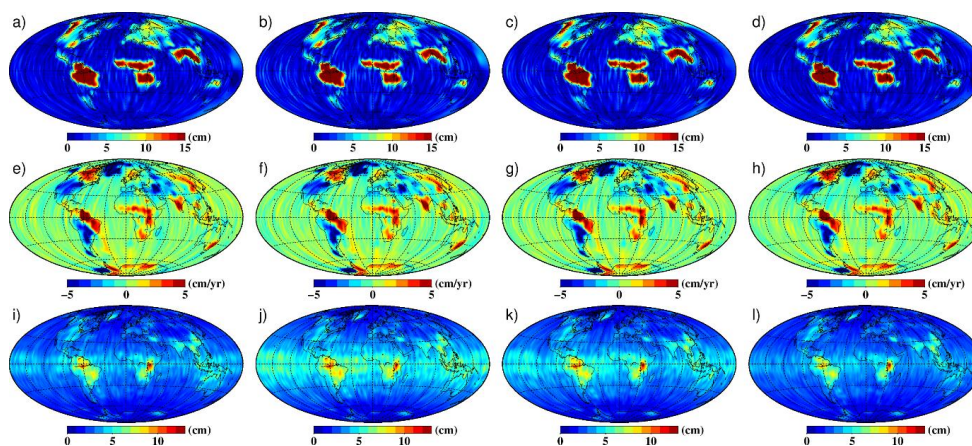 a) b) c) d)
0 5 10 15 (cm) 0 5 10 15 (cm) 0 5 10 15 (cm) 0 5 10 15 (cm)
e) f) g) h)
−5 0 5 (cm/yr) −5 0 5 (cm/yr) −5 0 5 (cm/yr) −5 0 5 (cm/yr)
i) j) k) l)
0 5 10 (cm) 0 5 10 (cm) 0 5 10 (cm) 0 5 10 (cm)